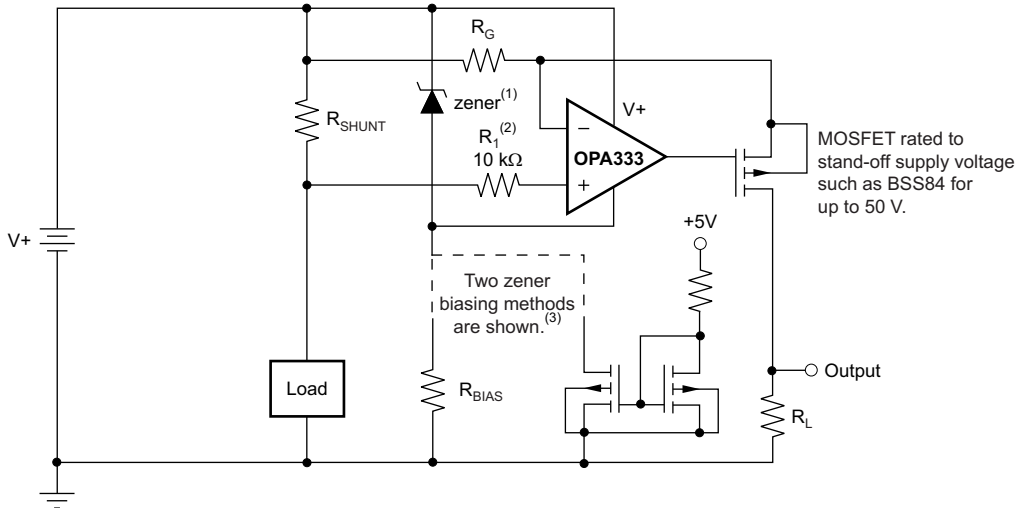 R_G
V+
zener(1)
R_SHUNT
R_1(2)
10 kΩ
OPA333
−
+
MOSFET rated to
stand-off supply voltage
such as BSS84 for
up to 50 V.
+5V
V+
Two zener
biasing methods
are shown.(3)
Output
Load
R_BIAS
R_L